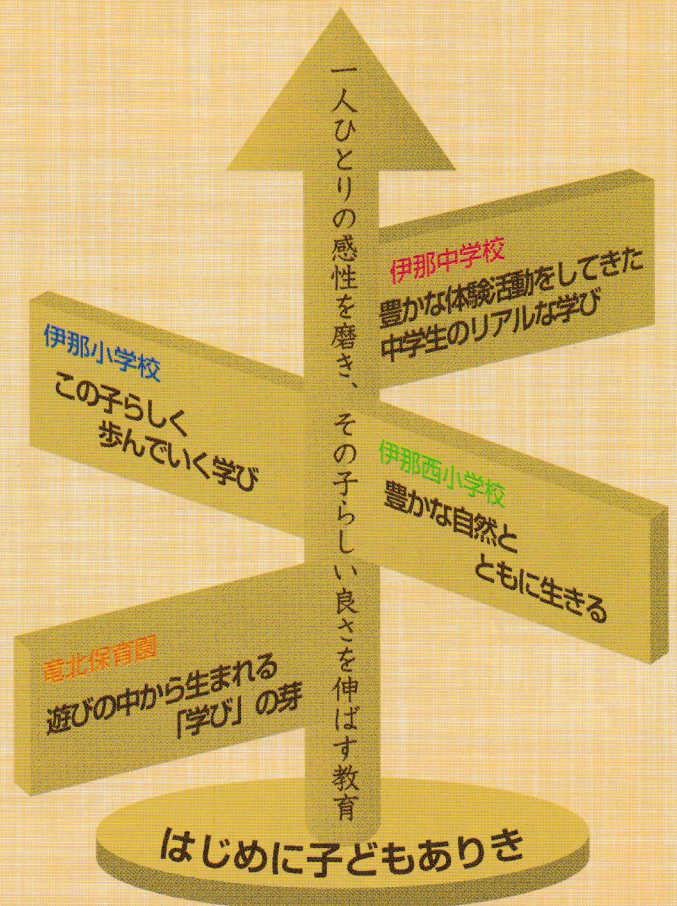 一人ひとりの感性を磨き、その子らしい良さを伸ばす教育
伊那中学校
豊かな体験活動をしてきた
中学生のリアルな学び
伊那小学校
この子らしく
歩んでいく学び
伊那西小学校
豊かな自然と
ともに生きる
竜北保育園
遊びの中から生まれる
「学び」の芽
はじめに子どもありき